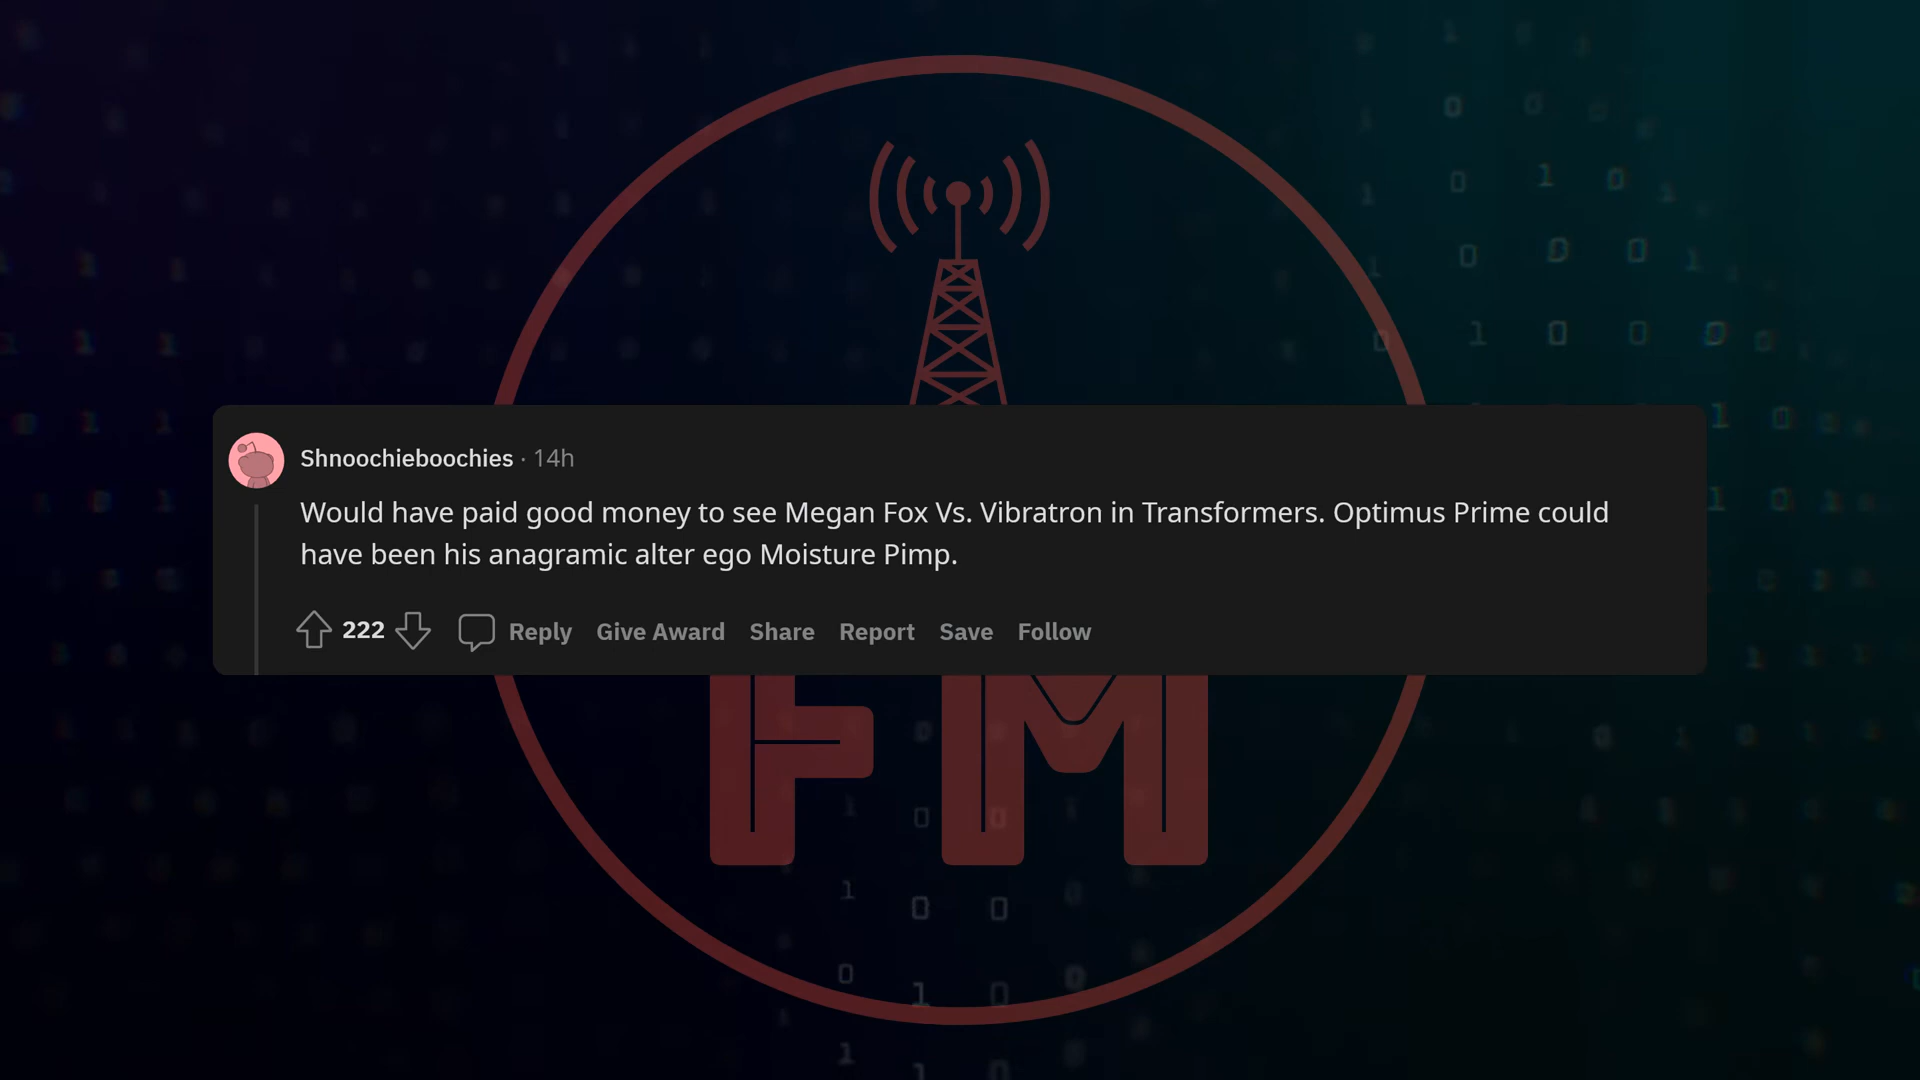 Shnoochieboochies · 14h
Would have paid good money to see Megan Fox Vs. Vibratron in Transformers. Optimus Prime could
have been his anagramic alter ego Moisture Pimp.
222 Reply Give Award Share Report Save Follow
FM